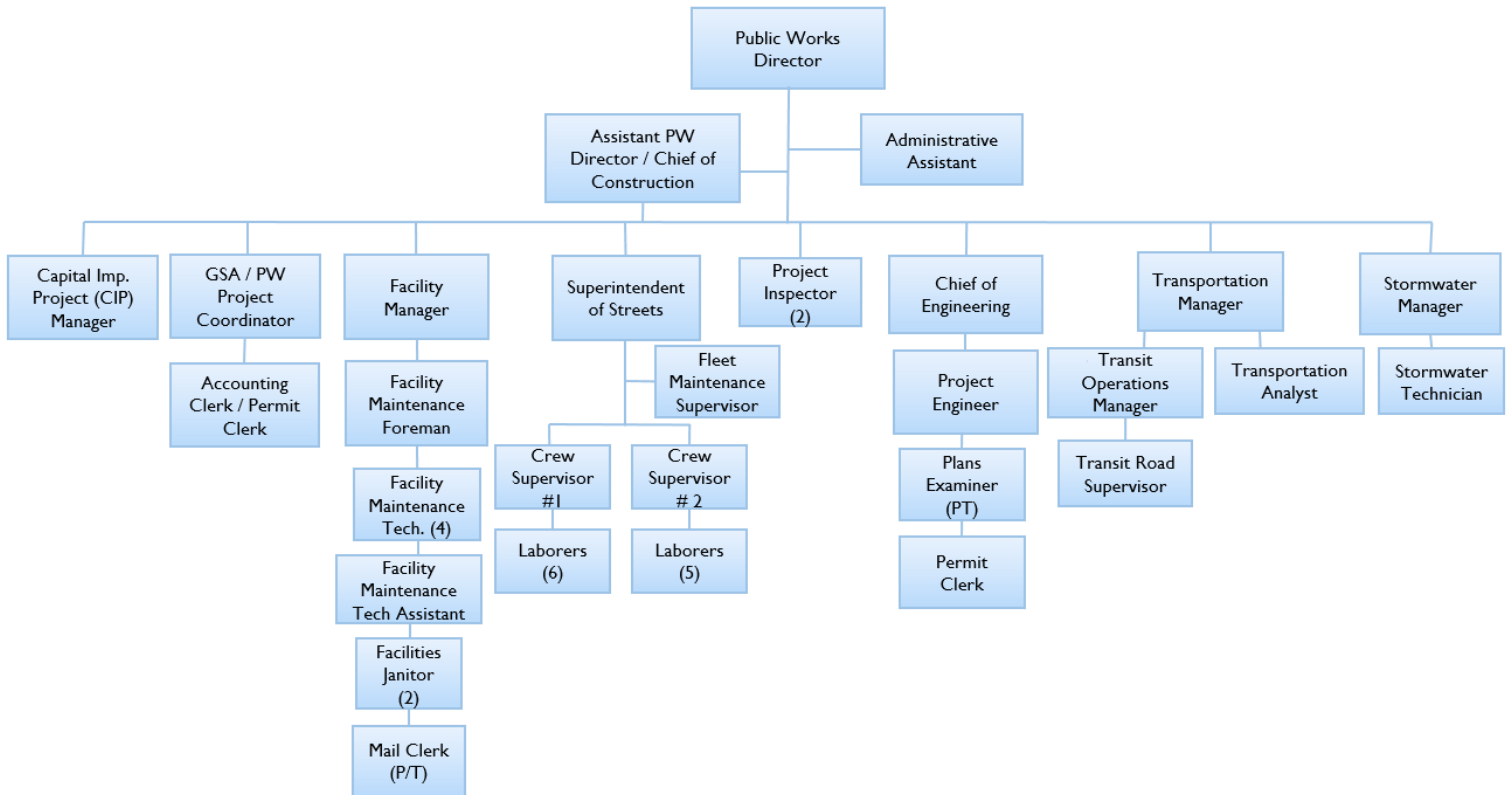 Public Works
Director
Assistant PW
Director / Chief of
Construction
Administrative
Assistant
Capital Imp.
Project (CIP)
Manager
GSA / PW
Project
Coordinator
Facility
Manager
Superintendent
of Streets
Project
Inspector
(2)
Chief of
Engineering
Transportation
Manager
Stormwater
Manager
Accounting
Clerk / Permit
Clerk
Facility
Maintenance
Foreman
Fleet
Maintenance
Supervisor
Project
Engineer
Transit
Operations
Manager
Transportation
Analyst
Stormwater
Technician
Facility
Maintenance
Tech. (4)
Crew
Supervisor
#1
Crew
Supervisor
# 2
Plans
Examiner
(PT)
Transit Road
Supervisor
Facility
Maintenance
Tech Assistant
Laborers
(6)
Laborers
(5)
Permit
Clerk
Facilities
Janitor
(2)
Mail Clerk
(P/T)